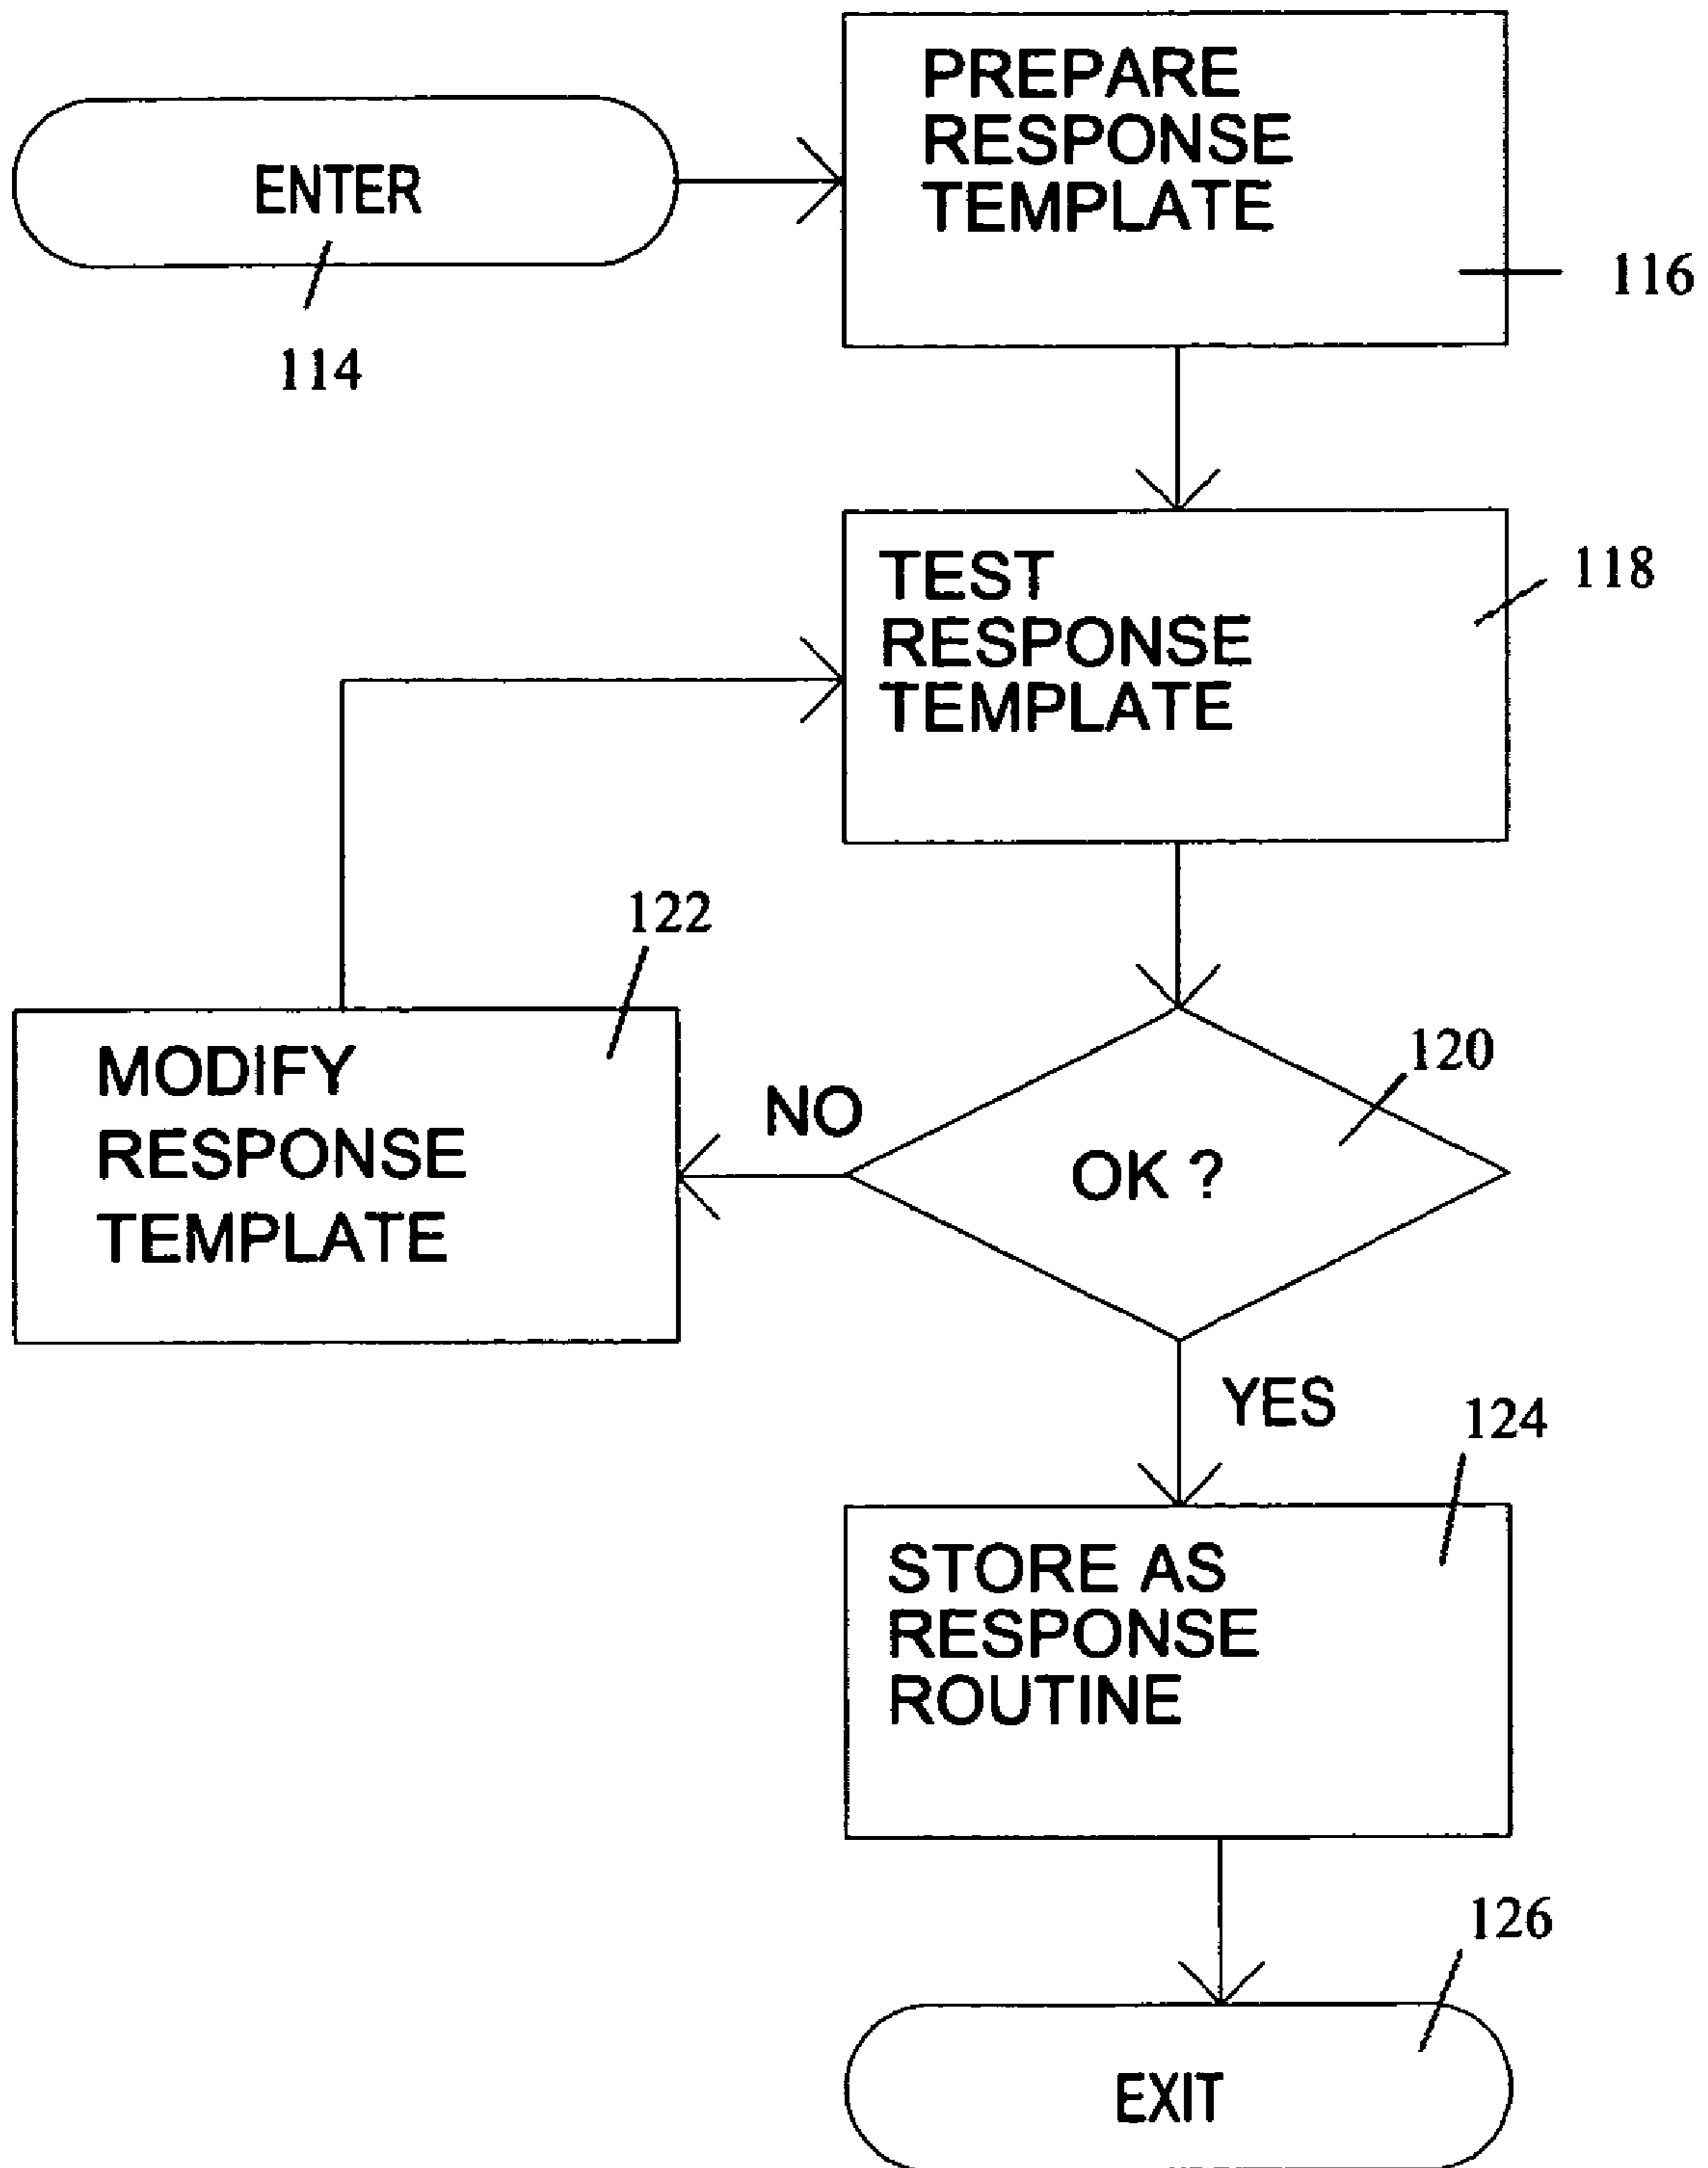 PREPARE
RESPONSE
TEMPLATE
ENTER
116
114
TEST
RESPONSE
TEMPLATE
118
122
MODIFY
RESPONSE
TEMPLATE
NO
120
OK ?
YES
124
STORE AS
RESPONSE
ROUTINE
126
EXIT